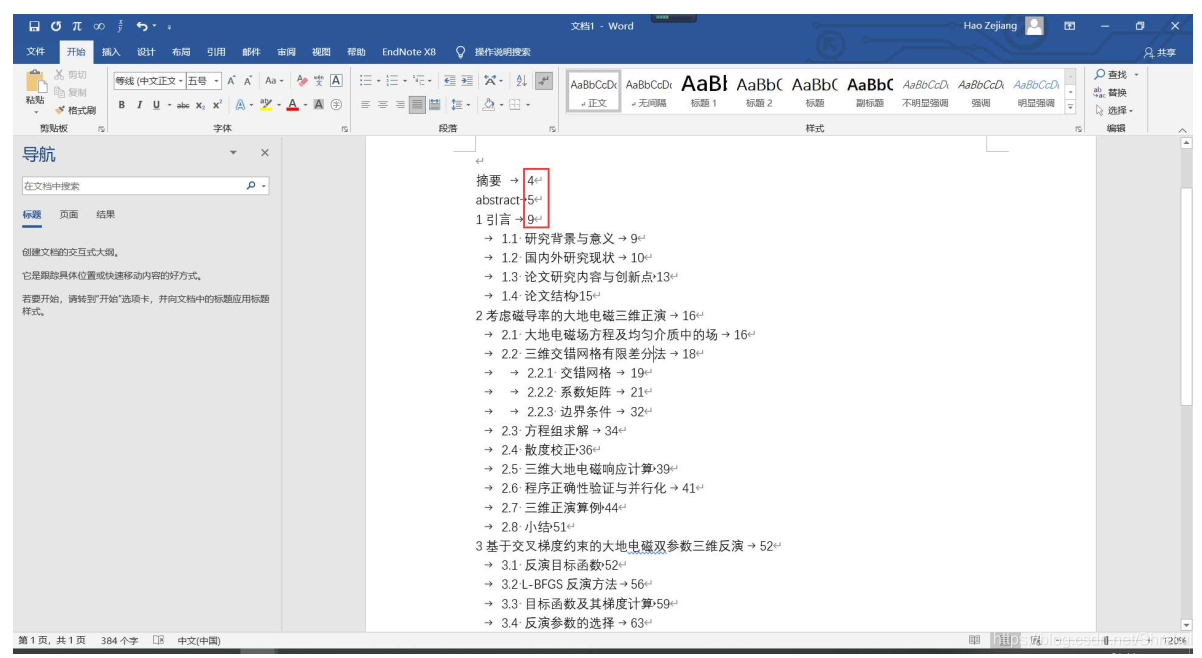 文档1 - Word
Hao Zejiang
文件 开始 插入 设计 布局 引用 邮件 审阅 视图 帮助 EndNote X8 操作说明搜索 共享
剪切
复制
粘贴 格式刷
等线 (中文正文 五号
AaBbCcDc AaBbCcDc AaBl AaBbC AaBbC AaBbC AaBbCcDc AaBbCcDc AaBbCcDc
正文 无间隔 标题 1 标题 2 标题 副标题 不明显强调 强调 明显强调
查找
替换
选择
剪贴板 字体 段落 样式 编辑
导航
在文档中搜索
标题 页面 结果
创建文档的交互式大纲。
它是跟踪具体位置或快速移动内容的好方式。
若要开始，请转到"开始"选项卡，并向文档中的标题应用标题
样式。
摘要 → 4
abstract→5
1 引言 → 9
→ 1.1 研究背景与意义 → 9
→ 1.2 国内外研究现状 → 10
→ 1.3 论文研究内容与创新点→13
→ 1.4 论文结构→15
2 考虑磁导率的大地电磁三维正演 → 16
→ 2.1 大地电磁场方程及均匀介质中的场 → 16
→ 2.2 三维交错网格有限差分法 → 18
→ → 2.2.1 交错网格 → 19
→ → 2.2.2 系数矩阵 → 21
→ → 2.2.3 边界条件 → 32
→ 2.3 方程组求解 → 34
→ 2.4 散度校正→36
→ 2.5 三维大地电磁响应计算→39
→ 2.6 程序正确性验证与并行化 → 41
→ 2.7 三维正演算例→44
→ 2.8 小结→51
3 基于交叉梯度约束的大地电磁双参数三维反演 → 52
→ 3.1 反演目标函数→52
→ 3.2 L-BFGS 反演方法 → 56
→ 3.3 目标函数及其梯度计算→59
→ 3.4 反演参数的选择 → 63
第 1 页，共 1 页 384 个字 中文(中国)
120%